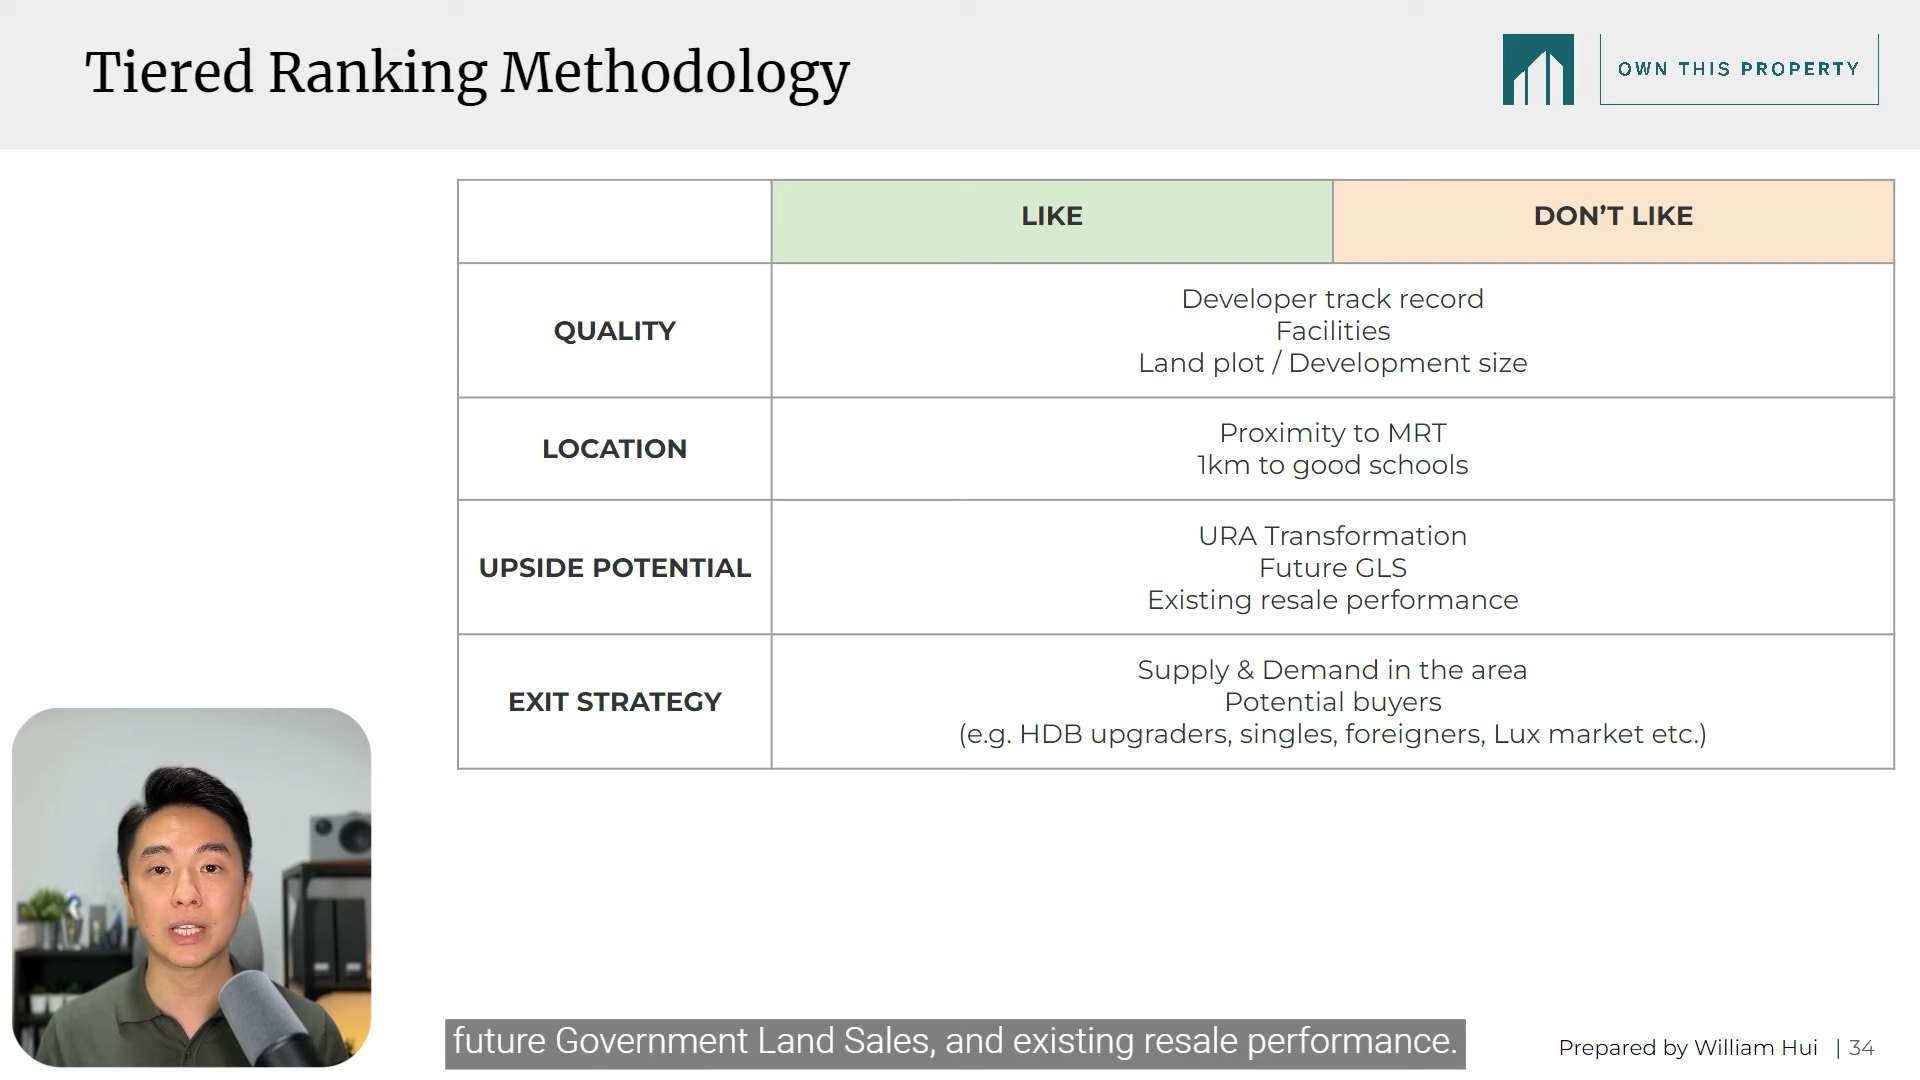 Tiered Ranking Methodology
OWN THIS PROPERTY
LIKE
DON’T LIKE
QUALITY
Developer track record
Facilities
Land plot / Development size
LOCATION
Proximity to MRT
1km to good schools
UPSIDE POTENTIAL
URA Transformation
Future GLS
Existing resale performance
EXIT STRATEGY
Supply & Demand in the area
Potential buyers
(e.g. HDB upgraders, singles, foreigners, Lux market etc.)
future Government Land Sales, and existing resale performance.
Prepared by William Hui | 34